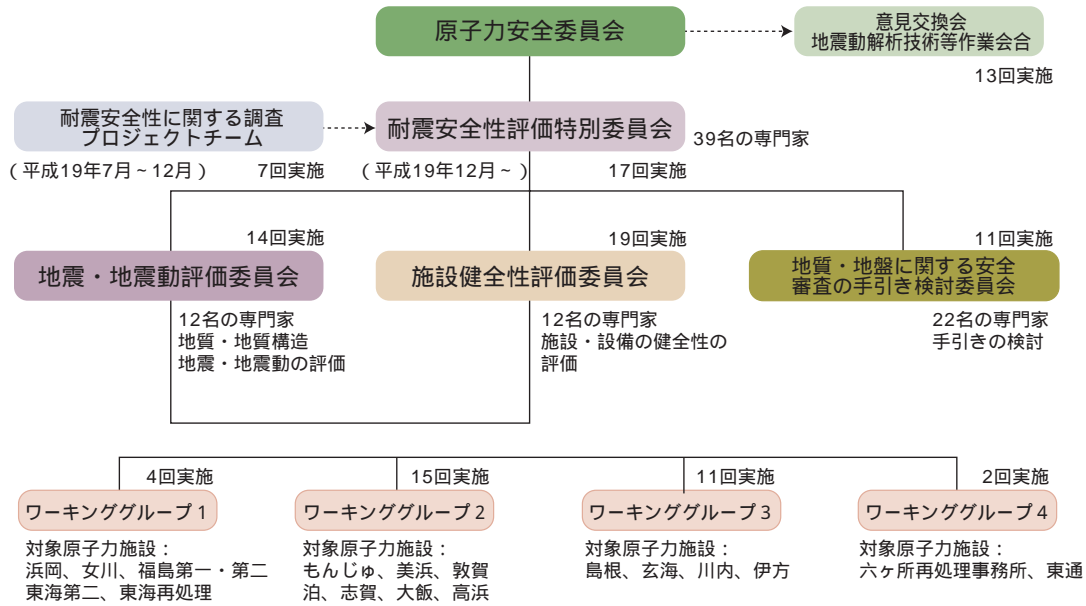 原子力安全委員会
意見交換会
地震動解析技術等作業会合
13回実施
耐震安全性に関する調査
プロジェクトチーム
耐震安全性評価特別委員会
39名の専門家
(平成19年7月~12月) 7回実施
(平成19年12月~) 17回実施
14回実施
地震・地震動評価委員会
12名の専門家
地質・地質構造
地震・地震動の評価
19回実施
施設健全性評価委員会
12名の専門家
施設・設備の健全性の
評価
11回実施
地質・地盤に関する安全
審査の手引き検討委員会
22名の専門家
手引きの検討
4回実施
ワーキンググループ1
対象原子力施設:
浜岡、女川、福島第一・第二
東海第二、東海再処理
15回実施
ワーキンググループ2
対象原子力施設:
もんじゅ、美浜、敦賀
泊、志賀、大飯、高浜
11回実施
ワーキンググループ3
対象原子力施設:
島根、玄海、川内、伊方
2回実施
ワーキンググループ4
対象原子力施設:
六ヶ所再処理事務所、東通